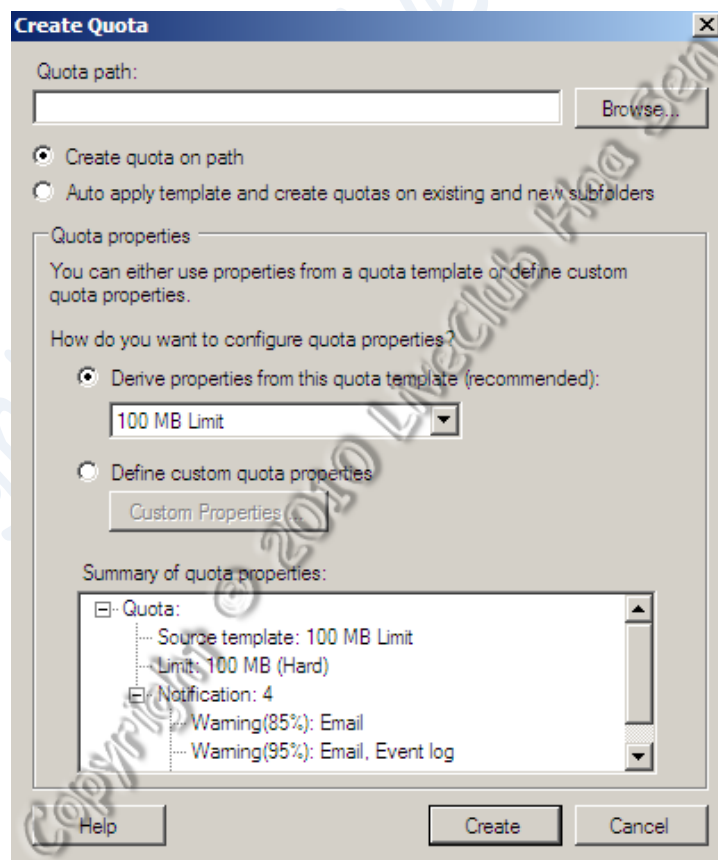 Create Quota
Quota path:
Browse...
Create quota on path
Auto apply template and create quotas on existing and new subfolders
Quota properties
You can either use properties from a quota template or define custom
quota properties.
How do you want to configure quota properties?
Derive properties from this quota template (recommended):
100 MB Limit
Define custom quota properties
Custom Properties ...
Summary of quota properties:
Quota:
Source template: 100 MB Limit
Limit: 100 MB (Hard)
Notification: 4
Warning(85%): Email
Warning(95%): Email, Event log
Help
Create
Cancel
Copyright © 2010 LiveClub Hoa Sen